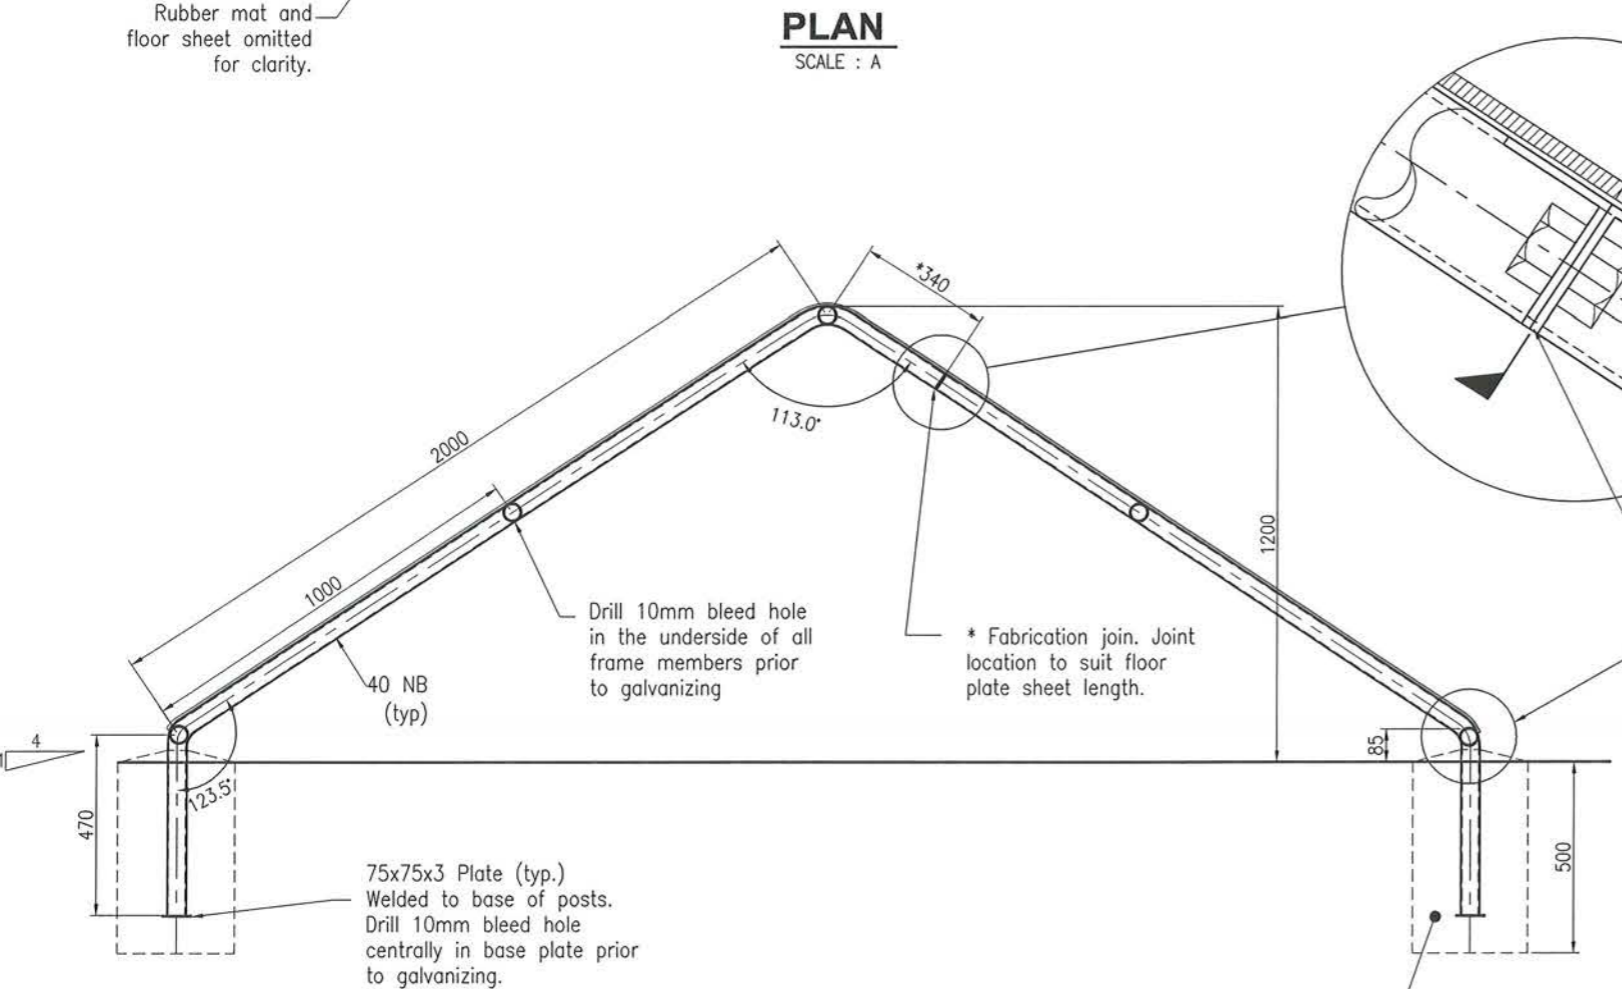 Rubber mat and
floor sheet omitted
for clarity.
PLAN
SCALE : A
*340
113.0°
2000
1200
1000
Drill 10mm bleed hole
in the underside of all
frame members prior
to galvanizing
* Fabrication join. Joint
location to suit floor
plate sheet length.
40 NB
(typ)
4
85
123.5°
470
500
75x75x3 Plate (typ.)
Welded to base of posts.
Drill 10mm bleed hole
centrally in base plate prior
to galvanizing.